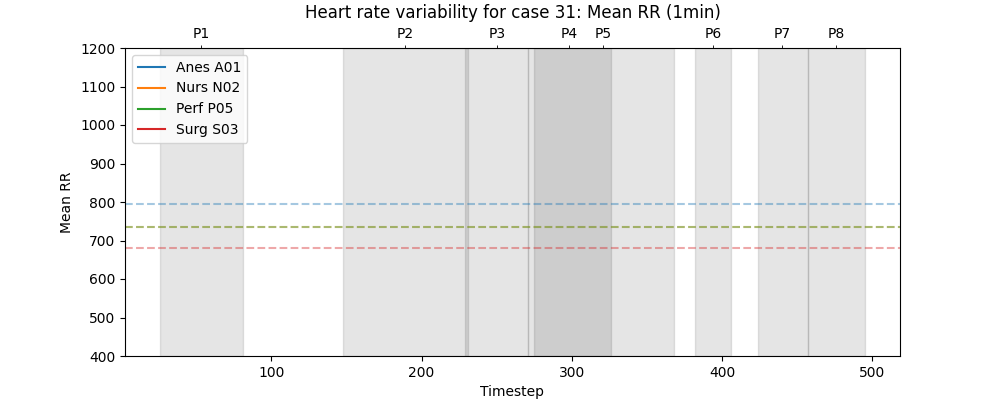 Heart rate variability for case 31: Mean RR (1min)
P1 P2 P3 P4 P5 P6 P7 P8
1200
1100
1000
900
800
700
600
500
400
Mean RR
Anes A01
Nurs N02
Perf P05
Surg S03
100 200 300 400 500
Timestep